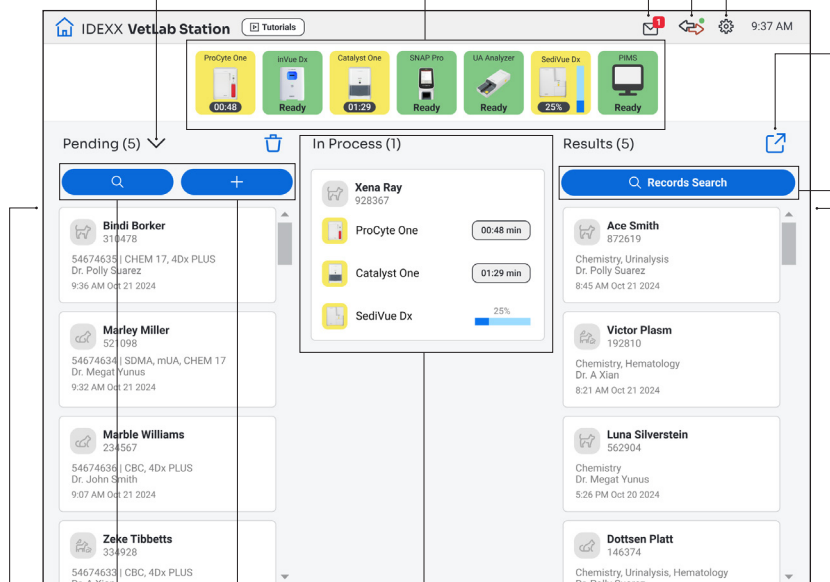 IDEXX VetLab Station
Tutorials
1
9:37 AM
ProCyte One
00:48
inVue Dx
Ready
Catalyst One
01:29
SNAP Pro
Ready
UA Analyzer
Ready
SediVue Dx
25%
PIMS
Ready
Pending (5)
Bindi Borker
310478
54674635 | CHEM 17, 4Dx PLUS
Dr. Polly Suarez
9:36 AM Oct 21 2024
Marley Miller
521098
54674634 | SDMA, mUA, CHEM 17
Dr. Megat Yunus
9:32 AM Oct 21 2024
Marble Williams
234567
54674636 | CBC, 4Dx PLUS
Dr. John Smith
9:07 AM Oct 21 2024
Zeke Tibbetts
334928
54674633 | CBC, 4Dx PLUS
In Process (1)
Xena Ray
928367
ProCyte One
00:48 min
Catalyst One
01:29 min
SediVue Dx
25%
Results (5)
Records Search
Ace Smith
872619
Chemistry, Urinalysis
Dr. Polly Suarez
8:45 AM Oct 21 2024
Victor Plasm
192810
Chemistry, Hematology
Dr. A Xian
8:21 AM Oct 21 2024
Luna Silverstein
562904
Chemistry
Dr. Megat Yunus
5:26 PM Oct 20 2024
Dottsen Platt
146374
Chemistry, Urinalysis, Hematology